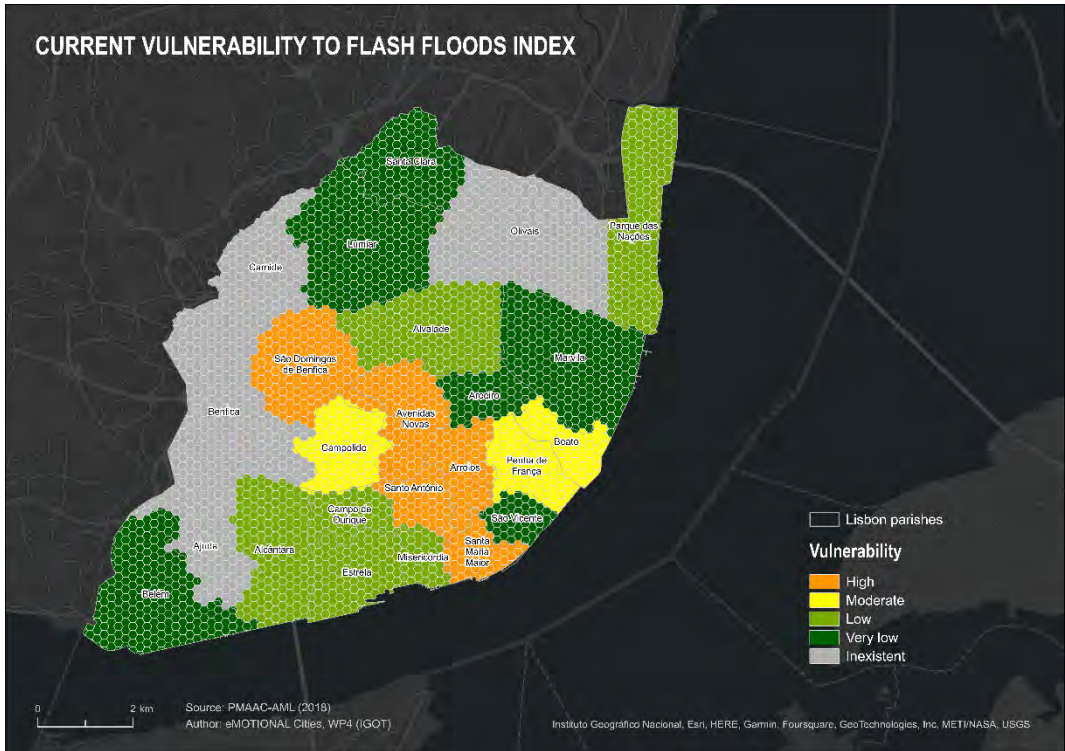 CURRENT VULNERABILITY TO FLASH FLOODS INDEX
Santa Clara
Lumiar
Olivais
Parque das
Nações
Carnide
Alvalade
São Domingos
de Benfica
Marvila
Areeiro
Benfica
Avenidas
Novas
Campolide
Beato
Arroios
Penha de
França
Santo António
Campo de
Ourique
São Vicente
Ajuda
Alcântara
Misericórdia
Santa
Maria
Maior
Estrela
Belém
Lisbon parishes
Vulnerability
High
Moderate
Low
Very low
Inexistent
0
2 km
Source: PMAAC-AML (2018)
Author: eMOTIONAL Cities, WP4 (IGOT)
Instituto Geográfico Nacional, Esri, HERE, Garmin, Foursquare, GeoTechnologies, Inc, METI/NASA, USGS